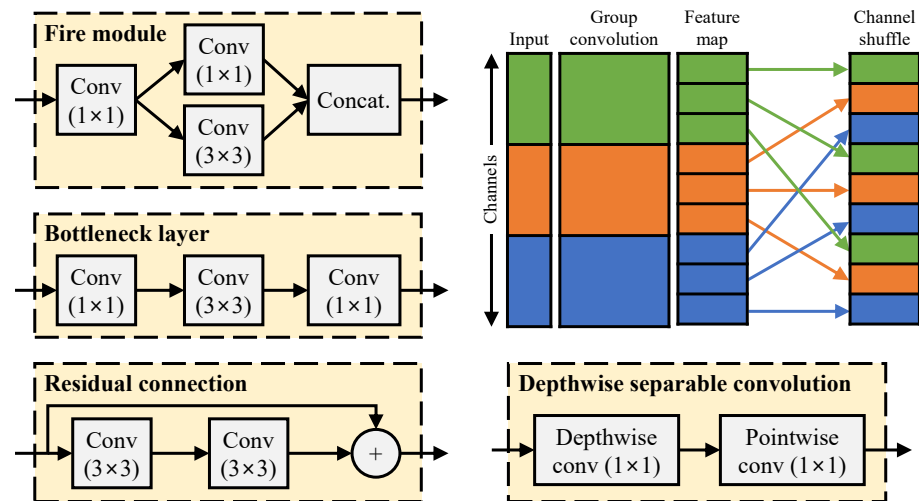 Fire module
Conv
(1×1)
Conv
(1×1)
Conv
(3×3)
Concat.
Bottleneck layer
Conv
(1×1)
Conv
(3×3)
Conv
(1×1)
Residual connection
Conv
(3×3)
Conv
(3×3)
+
Input
Group
convolution
Feature
map
Channel
shuffle
Channels
Depthwise separable convolution
Depthwise
conv (1×1)
Pointwise
conv (1×1)